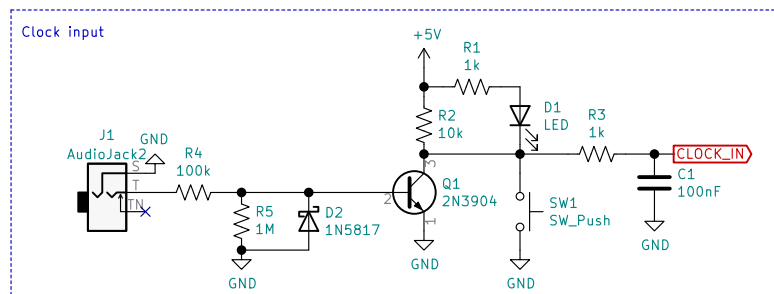 Clock input
+5V
R1
1k
J1
AudioJack2
GND
S
T
TN
R4
100k
R2
10k
D1
LED
R3
1k
CLOCK_IN
R5
1M
D2
1N5817
3
2
1
Q1
2N3904
SW1
SW_Push
C1
100nF
GND
GND
GND
GND